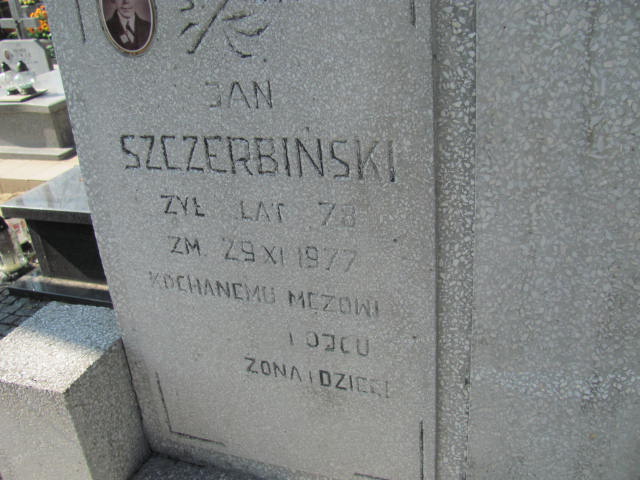 JAN
SZCZERBIŃSKI
ŻYŁ LAT 78
ZM. 29 XI 1977
KOCHANEMU MĘŻOWI
I OJCU
ŻONA I DZIECI